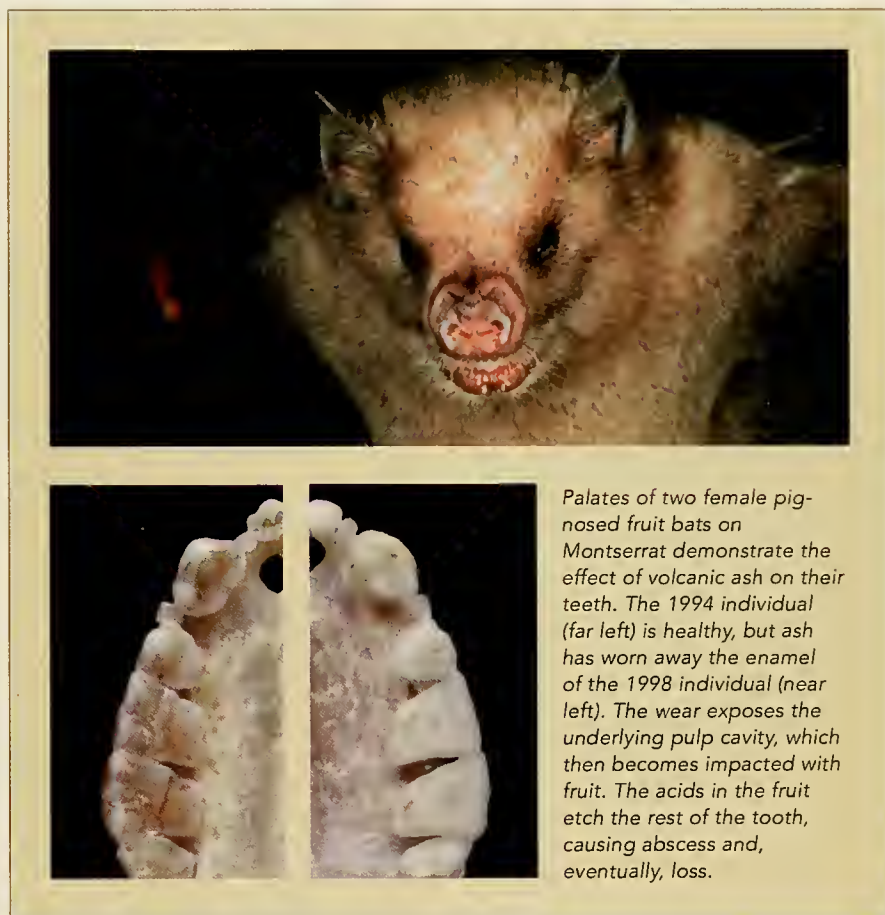 Palates of two female pig-
nosed fruit bats on
Montserrat demonstrate the
effect of volcanic ash on their
teeth. The 1994 individual
(far left) is healthy, but ash
has worn away the enamel
of the 1998 individual (near
left). The wear exposes the
underlying pulp cavity, which
then becomes impacted with
fruit. The acids in the fruit
etch the rest of the tooth,
causing abscess and,
eventually, loss.